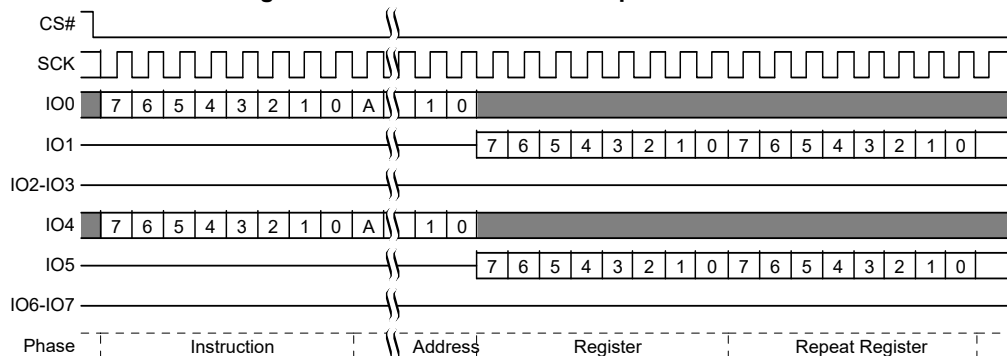 CS#
SCK
IO0 7 6 5 4 3 2 1 0 A 1 0
IO1 7 6 5 4 3 2 1 0 7 6 5 4 3 2 1 0
IO2-IO3
IO4 7 6 5 4 3 2 1 0 A 1 0
IO5 7 6 5 4 3 2 1 0 7 6 5 4 3 2 1 0
IO6-IO7
Phase Instruction Address Register Repeat Register